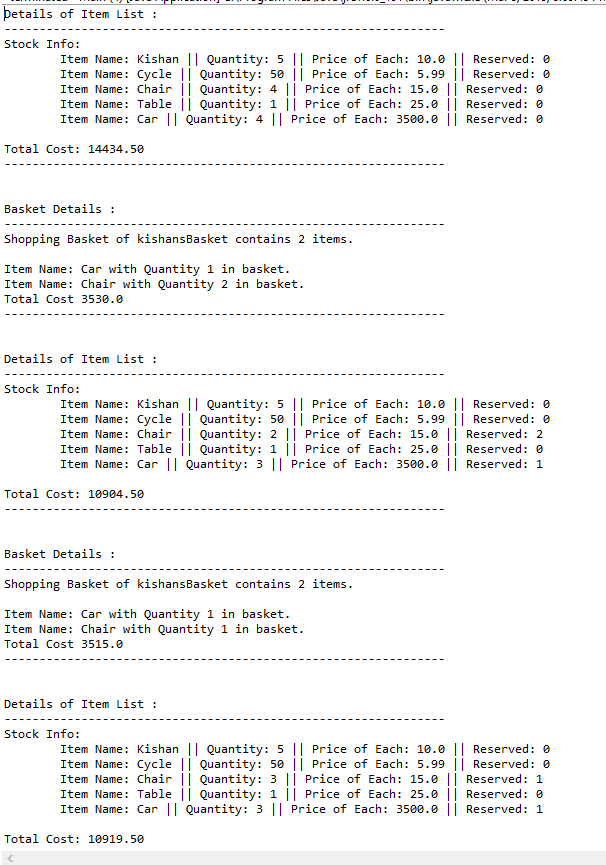 Details of Item List :
---------------------------------------------------------------
Stock Info:
Item Name: Kishan || Quantity: 5 || Price of Each: 10.0 || Reserved: 0
Item Name: Cycle || Quantity: 50 || Price of Each: 5.99 || Reserved: 0
Item Name: Chair || Quantity: 4 || Price of Each: 15.0 || Reserved: 0
Item Name: Table || Quantity: 1 || Price of Each: 25.0 || Reserved: 0
Item Name: Car || Quantity: 4 || Price of Each: 3500.0 || Reserved: 0
Total Cost: 14434.50
---------------------------------------------------------------
Basket Details :
---------------------------------------------------------------
Shopping Basket of kishansBasket contains 2 items.
Item Name: Car with Quantity 1 in basket.
Item Name: Chair with Quantity 2 in basket.
Total Cost 3530.0
---------------------------------------------------------------
Details of Item List :
---------------------------------------------------------------
Stock Info:
Item Name: Kishan || Quantity: 5 || Price of Each: 10.0 || Reserved: 0
Item Name: Cycle || Quantity: 50 || Price of Each: 5.99 || Reserved: 0
Item Name: Chair || Quantity: 2 || Price of Each: 15.0 || Reserved: 2
Item Name: Table || Quantity: 1 || Price of Each: 25.0 || Reserved: 0
Item Name: Car || Quantity: 3 || Price of Each: 3500.0 || Reserved: 1
Total Cost: 10904.50
---------------------------------------------------------------
Basket Details :
---------------------------------------------------------------
Shopping Basket of kishansBasket contains 2 items.
Item Name: Car with Quantity 1 in basket.
Item Name: Chair with Quantity 1 in basket.
Total Cost 3515.0
---------------------------------------------------------------
Details of Item List :
---------------------------------------------------------------
Stock Info:
Item Name: Kishan || Quantity: 5 || Price of Each: 10.0 || Reserved: 0
Item Name: Cycle || Quantity: 50 || Price of Each: 5.99 || Reserved: 0
Item Name: Chair || Quantity: 3 || Price of Each: 15.0 || Reserved: 1
Item Name: Table || Quantity: 1 || Price of Each: 25.0 || Reserved: 0
Item Name: Car || Quantity: 3 || Price of Each: 3500.0 || Reserved: 1
Total Cost: 10919.50